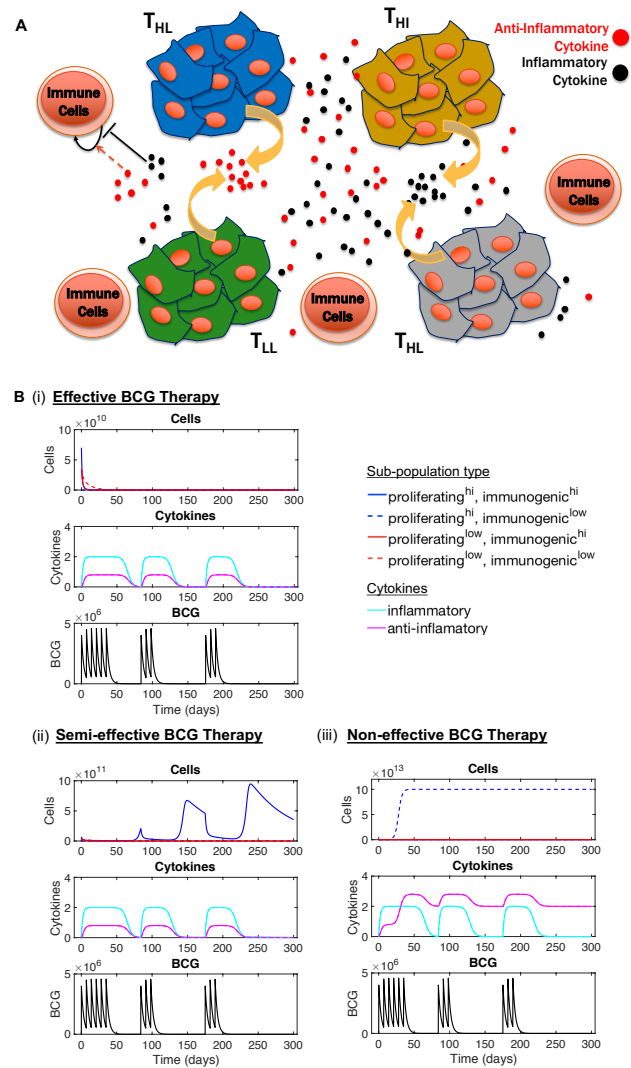 A
T_HL
T_HI
Anti-Inflammatory
Cytokine
Inflammatory
Cytokine
Immune
Cells
Immune
Cells
Immune
Cells
Immune
Cells
T_LL
T_HL
B (i) Effective BCG Therapy
Cells
×10^10
Cells
10
5
0
0 50 100 150 200 250 300
Cytokines
Cytokines
4
2
0
0 50 100 150 200 250 300
BCG
×10^6
BCG
5
0
0 50 100 150 200 250 300
Time (days)
Sub-population type
proliferating^hi, immunogenic^hi
proliferating^hi, immunogenic^low
proliferating^low, immunogenic^hi
proliferating^low, immunogenic^low
Cytokines
inflammatory
anti-inflamatory
(ii) Semi-effective BCG Therapy
Cells
×10^11
Cells
10
5
0
0 50 100 150 200 250 300
Cytokines
Cytokines
4
2
0
0 50 100 150 200 250 300
BCG
×10^6
BCG
5
0
0 50 100 150 200 250 300
Time (days)
(iii) Non-effective BCG Therapy
Cells
×10^13
Cells
10
5
0
0 50 100 150 200 250 300
Cytokines
Cytokines
4
2
0
0 50 100 150 200 250 300
BCG
×10^6
BCG
5
0
0 50 100 150 200 250 300
Time (days)